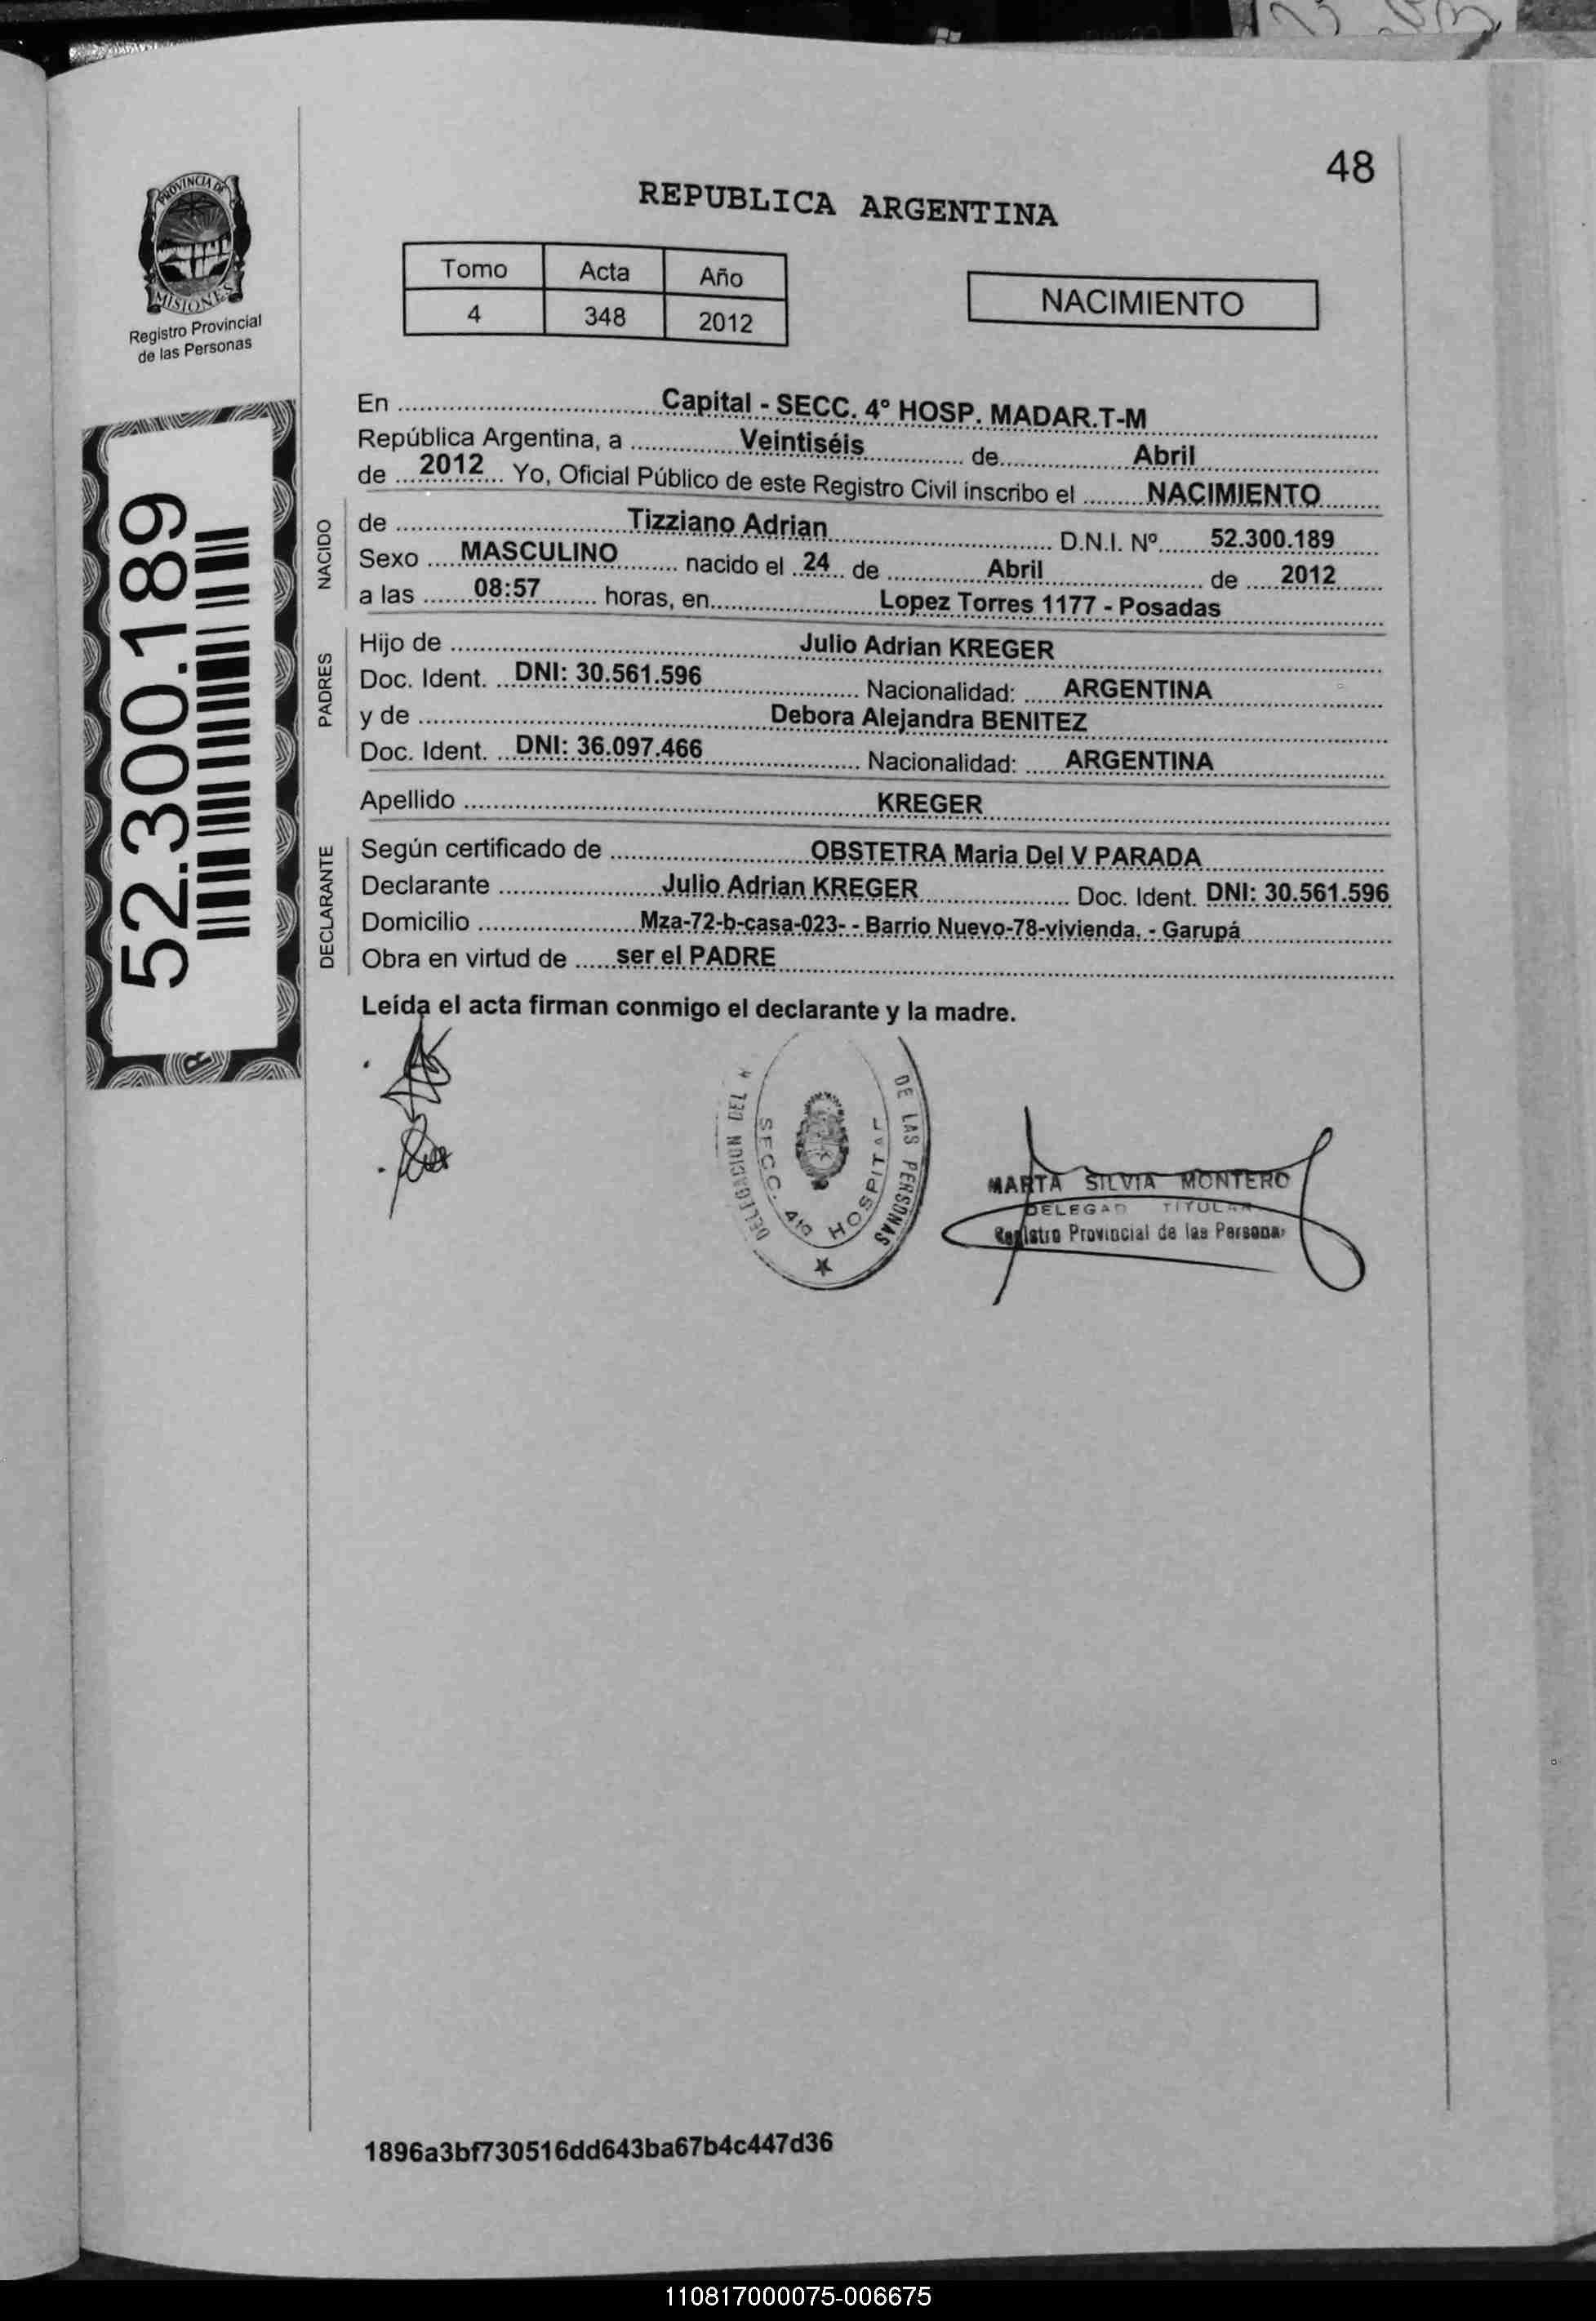 48
PROVINCIA DE
MISIONES
Registro Provincial
de las Personas
REPUBLICA ARGENTINA
Tomo Acta Año
4 348 2012
NACIMIENTO
52.300.189
En Capital - SECC. 4° HOSP. MADAR.T-M
República Argentina, a Veintiséis de Abril
de 2012 Yo, Oficial Público de este Registro Civil inscribo el NACIMIENTO
NACIDO
de Tizziano Adrian D.N.I. Nº 52.300.189
Sexo MASCULINO nacido el 24 de Abril de 2012
a las 08:57 horas, en Lopez Torres 1177 - Posadas
PADRES
Hijo de Julio Adrian KREGER
Doc. Ident. DNI: 30.561.596 Nacionalidad: ARGENTINA
y de Debora Alejandra BENITEZ
Doc. Ident. DNI: 36.097.466 Nacionalidad: ARGENTINA
Apellido KREGER
DECLARANTE
Según certificado de OBSTETRA Maria Del V PARADA
Declarante Julio Adrian KREGER Doc. Ident. DNI: 30.561.596
Domicilio Mza-72-b-casa-023- - Barrio Nuevo-78-vivienda. - Garupá
Obra en virtud de ser el PADRE
Leída el acta firman conmigo el declarante y la madre.
DELEGACION DEL
DE LAS PERSONAS
SECC. 4ta HOSPITAL
MARTA SILVIA MONTERO
DELEGAD TITULAR
Registro Provincial de las Personas
1896a3bf730516dd643ba67b4c447d36
110817000075-006675